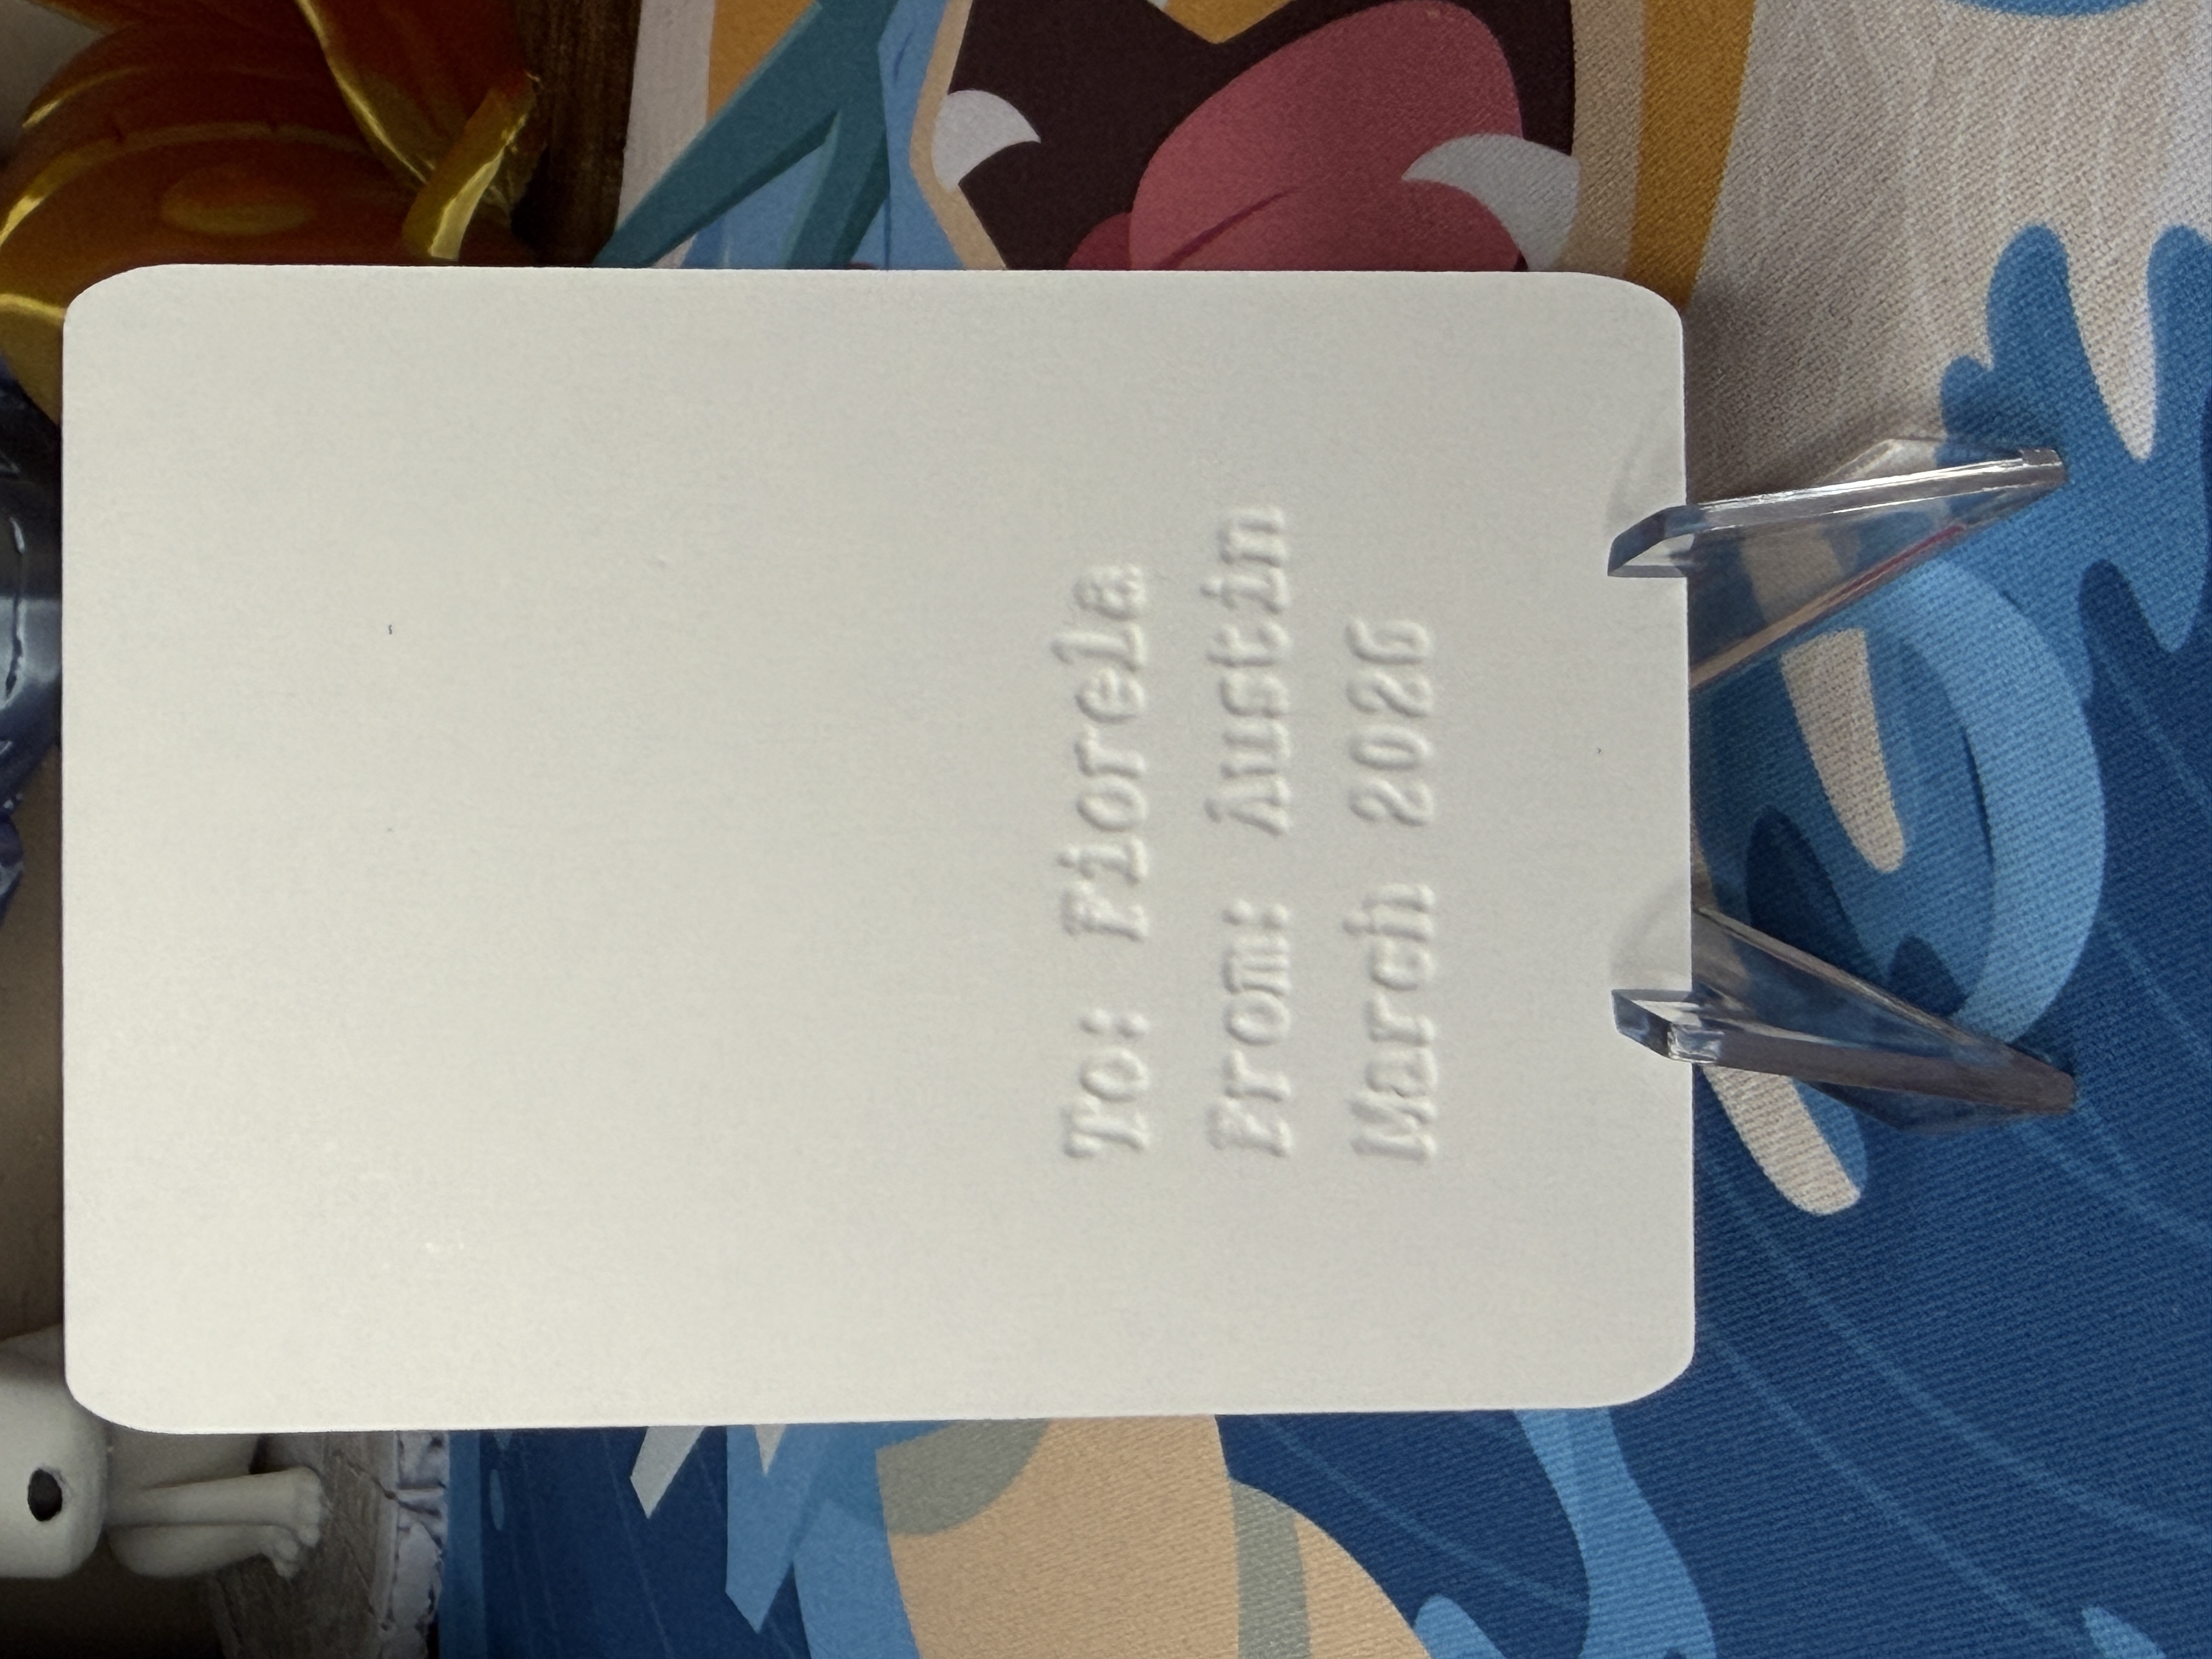 To: Fiorela
From: Austin
March 2026